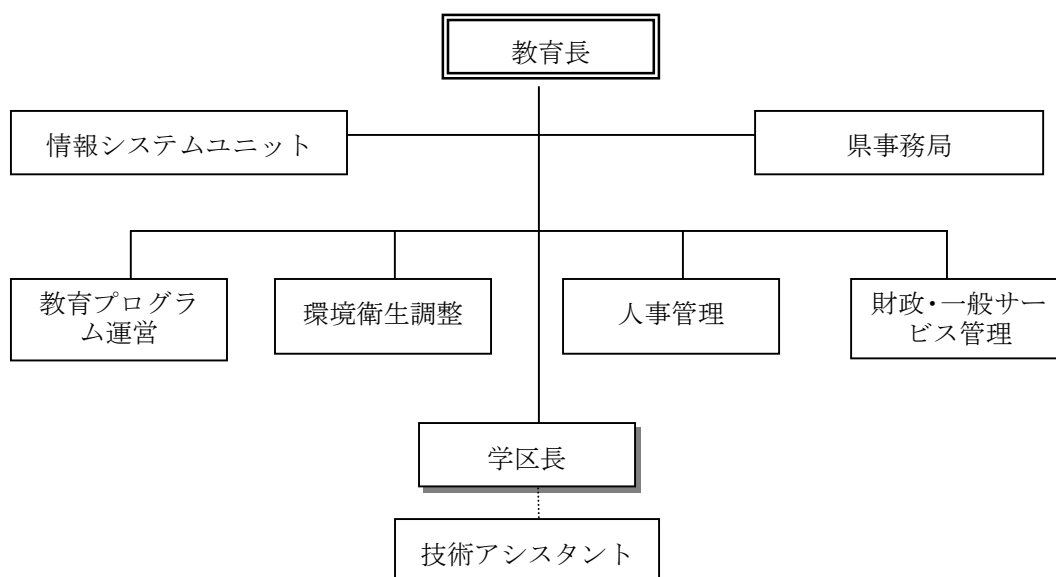 教育長
情報システムユニット
県事務局
教育プログラ
ム運営
環境衛生調整
人事管理
財政・一般サー
ビス管理
学区長
技術アシスタント